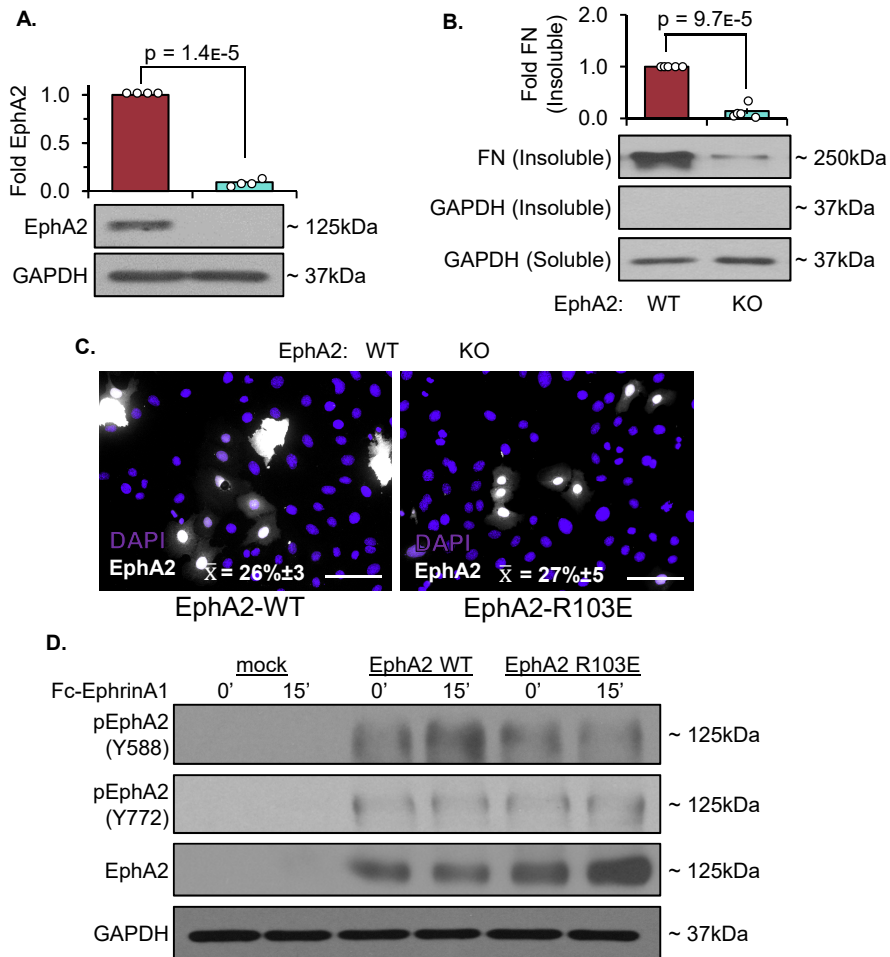 A.
p = 1.4E-5
Fold EphA2
1.0
0.5
0.0
EphA2
~ 125kDa
GAPDH
~ 37kDa
EphA2: WT KO
B.
p = 9.7E-5
Fold FN
(Insoluble)
2.0
1.0
0.0
FN (Insoluble)
~ 250kDa
GAPDH (Insoluble)
~ 37kDa
GAPDH (Soluble)
~ 37kDa
EphA2: WT KO
C.
DAPI
EphA2 x̅ = 26%±3
EphA2-WT
DAPI
EphA2 x̅ = 27%±5
EphA2-R103E
D.
mock EphA2 WT EphA2 R103E
Fc-EphrinA1 0’ 15’ 0’ 15’ 0’ 15’
pEphA2
(Y588)
~ 125kDa
pEphA2
(Y772)
~ 125kDa
EphA2
~ 125kDa
GAPDH
~ 37kDa